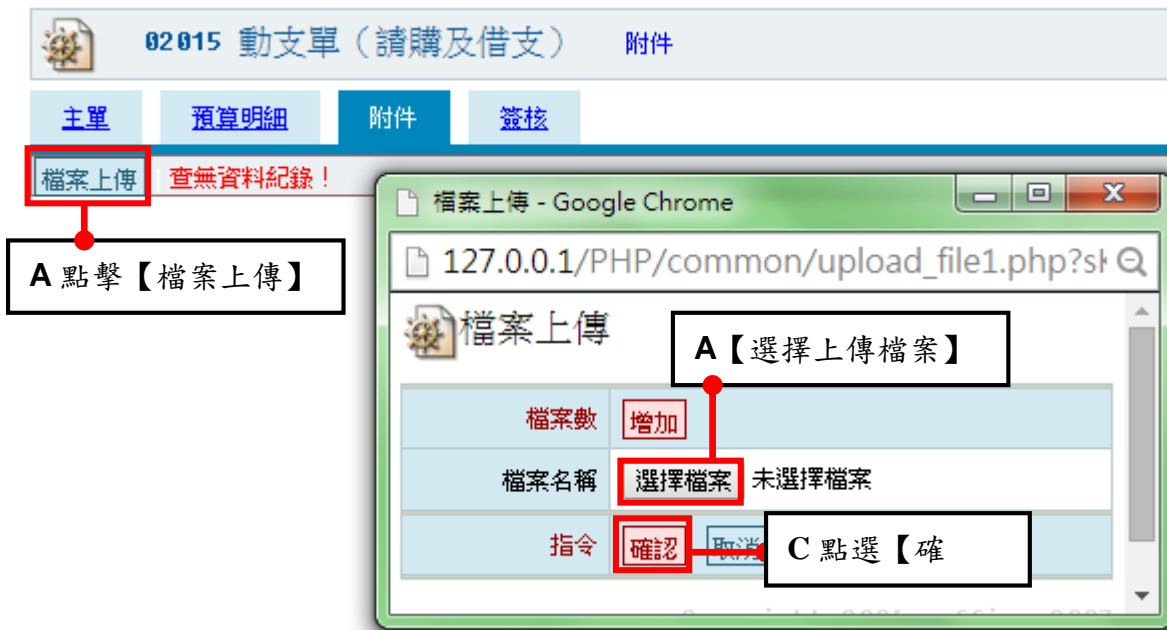 02015 動支單（請購及借支） 附件
主單 預算明細 附件 簽核
檔案上傳 查無資料紀錄！
A 點擊【檔案上傳】
檔案上傳 - Google Chrome
127.0.0.1/PHP/common/upload_file1.php?sk
檔案上傳
A【選擇上傳檔案】
檔案數 增加
檔案名稱 選擇檔案 未選擇檔案
指令 確認 取消
C 點選【確